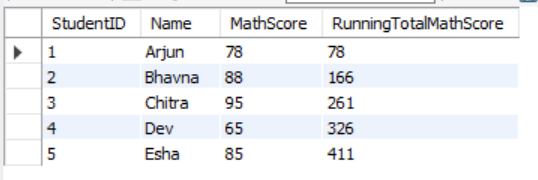 StudentID Name MathScore RunningTotalMathScore
1 Arjun 78 78
2 Bhavna 88 166
3 Chitra 95 261
4 Dev 65 326
5 Esha 85 411